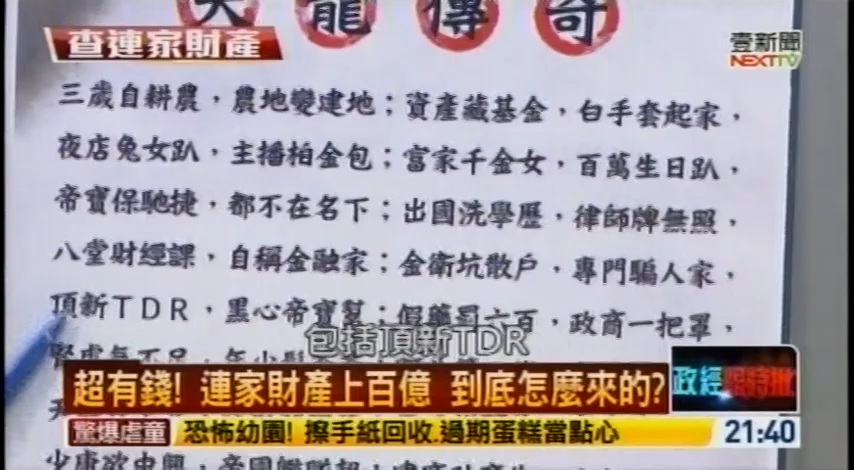 天龍傳奇
查連家財產
壹新聞
NEXTTV
三歲自耕農，農地變建地；資產藏基金，白手套起家，
夜店兔女趴，主播柏金包；富家千金女，百萬生日趴，
帝寶保馳捷，都不在名下；出國洗學歷，律師牌無照，
八堂財經課，自稱金融家；金衛坑散戶，專門騙人家，
頂新TDR，黑心帝寶幫；假藥罰六百，政商一把罩，
包括頂新TDR
超有錢! 連家財產上百億 到底怎麼來的?
政經
驚爆虐童
恐怖幼園! 擦手紙回收.過期蛋糕當點心
21:40